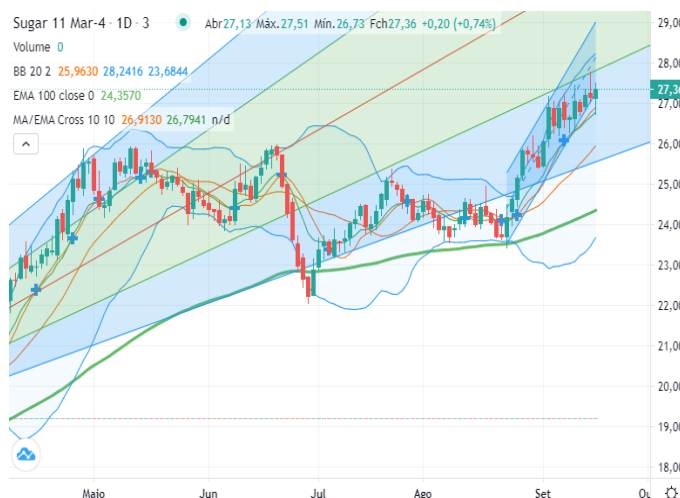 Sugar 11 Mar-4 · 1D · 3 Abr27,13 Máx.27,51 Mín.26,73 Fch27,36 +0,20 (+0,74%)
Volume 0
BB 20 2 25,9630 28,2416 23,6844
EMA 100 close 0 24,3570
MA/EMA Cross 10 10 26,9130 26,7941 n/d
29,00
28,00
27,36
26,00
25,00
24,00
23,00
22,00
21,00
20,00
19,00
18,00
Maio Jun Jul Ago Set Ou